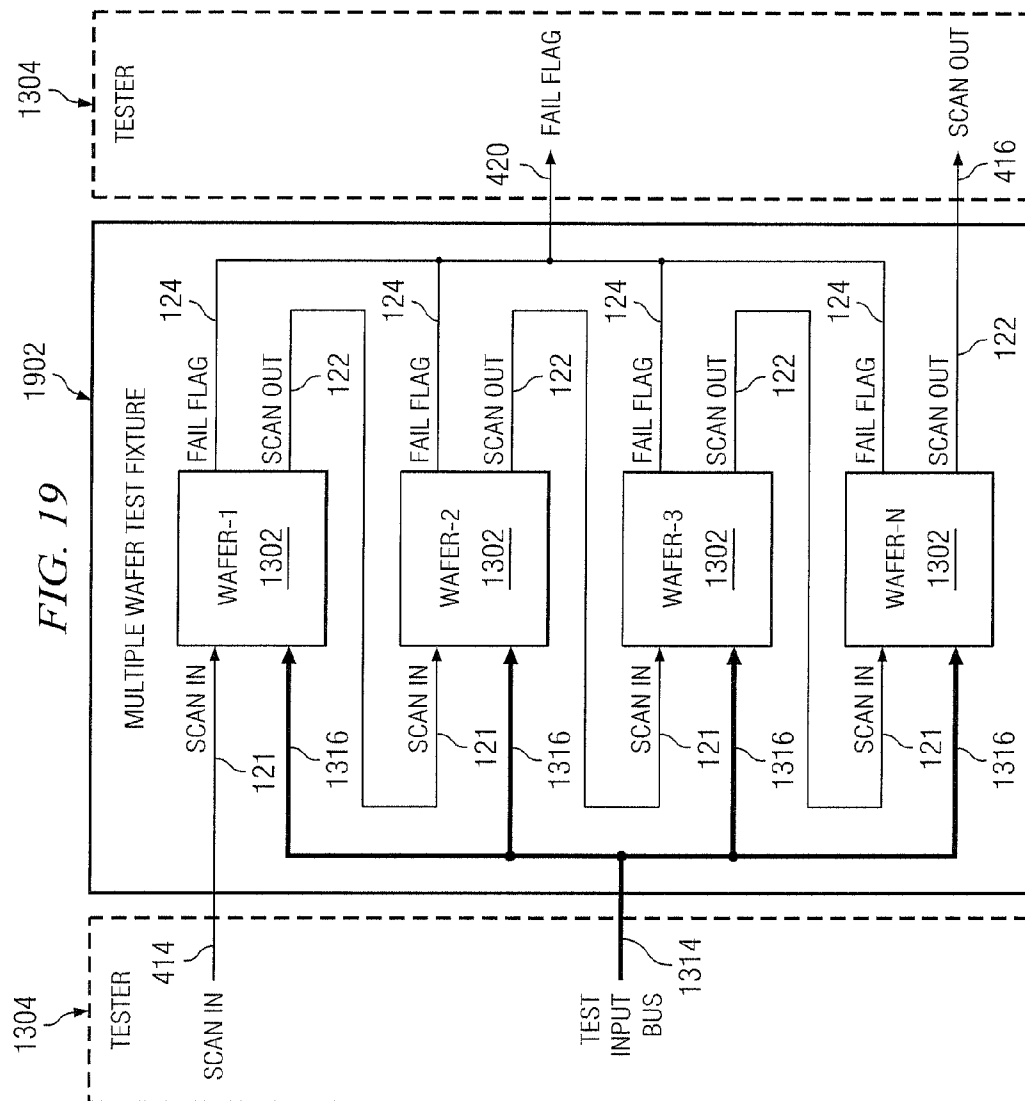 FIG. 19
1304
TESTER
SCAN IN
414
TEST
INPUT
BUS
1314
1902
MULTIPLE WAFER TEST FIXTURE
SCAN IN
121
1316
WAFER-1
1302
FAIL FLAG
124
SCAN OUT
122
SCAN IN
121
1316
WAFER-2
1302
FAIL FLAG
124
SCAN OUT
122
SCAN IN
121
1316
WAFER-3
1302
FAIL FLAG
124
SCAN OUT
122
SCAN IN
121
1316
WAFER-N
1302
FAIL FLAG
124
SCAN OUT
122
1304
TESTER
420
FAIL FLAG
416
SCAN OUT